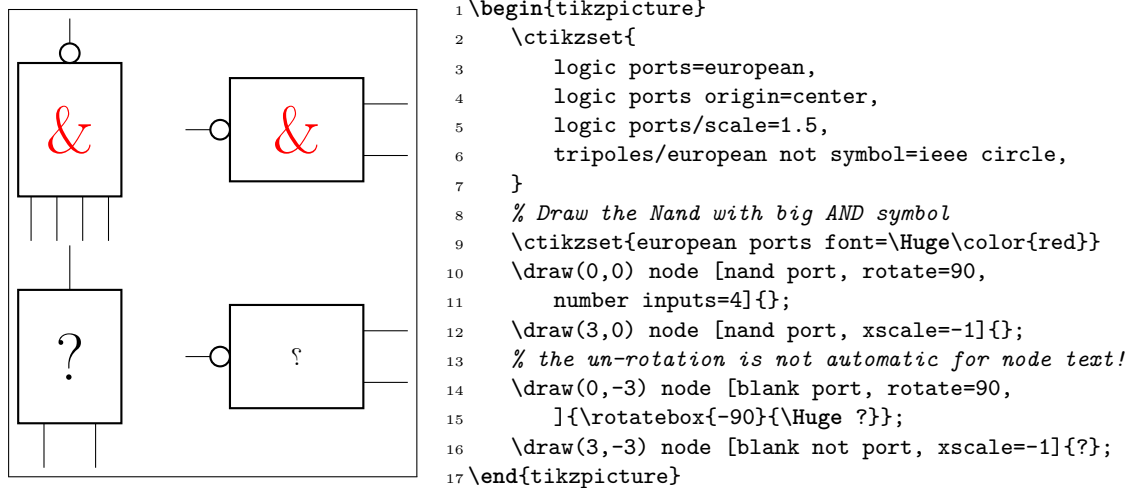 &
&
?
؟
1 \begin{tikzpicture}
2 \ctikzset{
3 logic ports=european,
4 logic ports origin=center,
5 logic ports/scale=1.5,
6 tripoles/european not symbol=ieee circle,
7 }
8 % Draw the Nand with big AND symbol
9 \ctikzset{european ports font=\Huge\color{red}}
10 \draw(0,0) node [nand port, rotate=90,
11 number inputs=4]{};
12 \draw(3,0) node [nand port, xscale=-1]{};
13 % the un-rotation is not automatic for node text!
14 \draw(0,-3) node [blank port, rotate=90,
15 ]{\rotatebox{-90}{\Huge ?}};
16 \draw(3,-3) node [blank not port, xscale=-1]{?};
17 \end{tikzpicture}